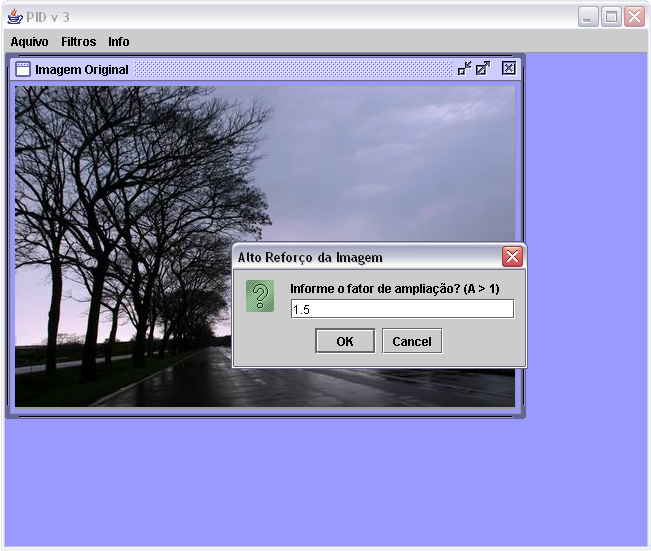 PID v 3
Aquivo Filtros Info
Imagem Original
Alto Reforço da Imagem
Informe o fator de ampliação? (A > 1)
1.5
OK Cancel